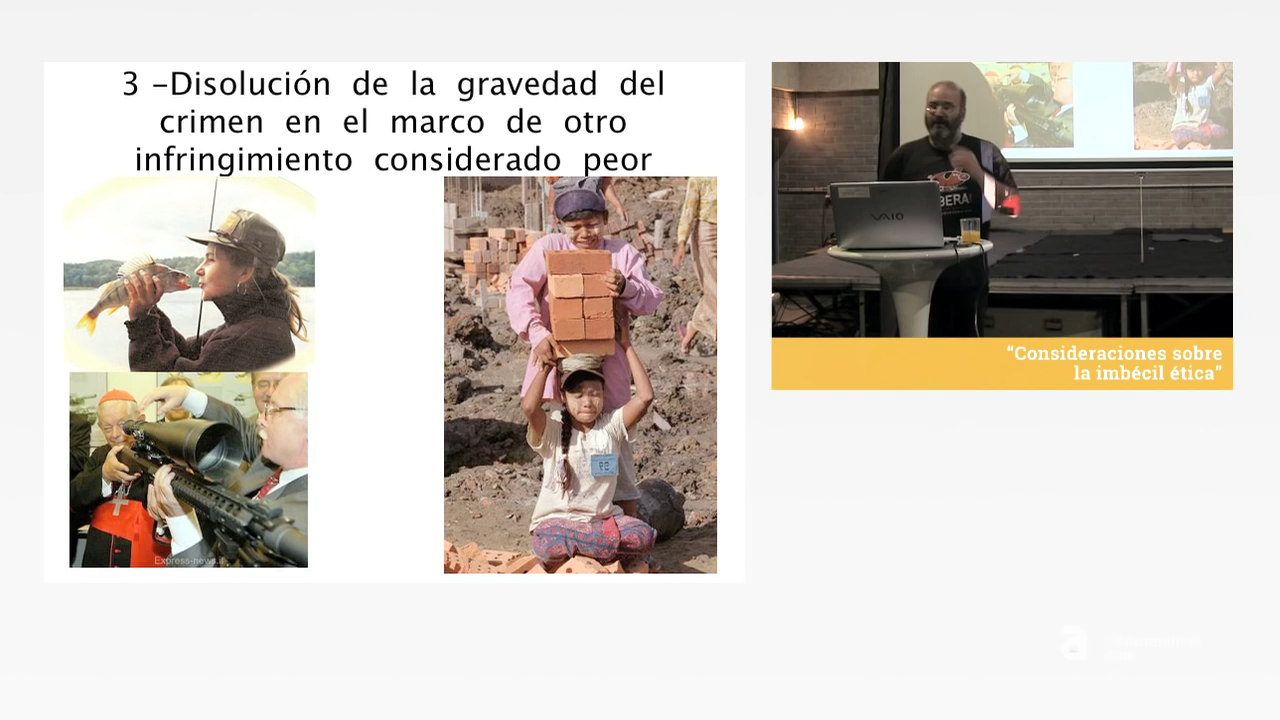 3 –Disolución de la gravedad del
crimen en el marco de otro
infringimiento considerado peor
Express-news.it
VAIO
BERA!
“Consideraciones sobre
la imbécil ética”